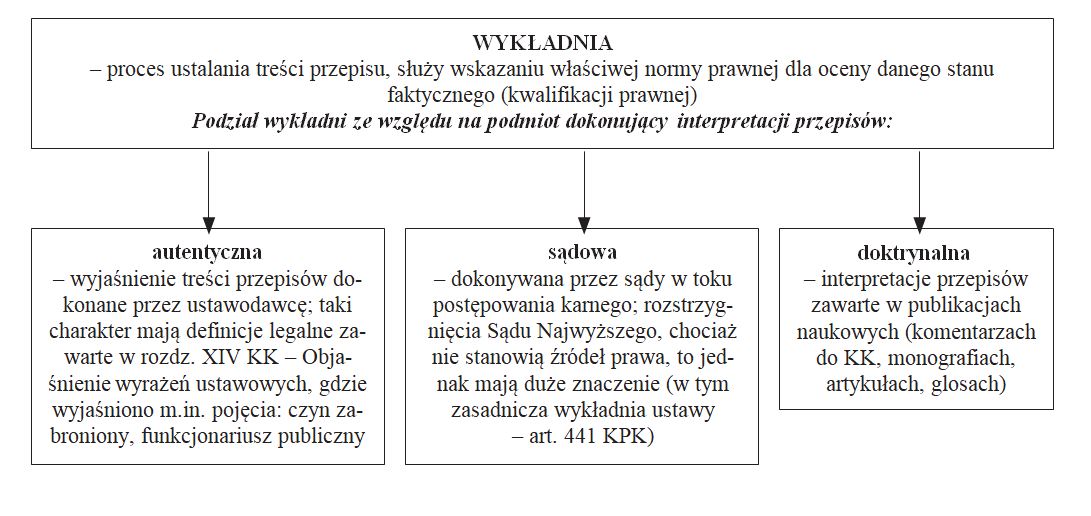 WYKŁADNIA
– proces ustalania treści przepisu, służy wskazaniu właściwej normy prawnej dla oceny danego stanu
faktycznego (kwalifikacji prawnej)
Podział wykładni ze względu na podmiot dokonujący interpretacji przepisów:
autentyczna
– wyjaśnienie treści przepisów do-
konane przez ustawodawcę; taki
charakter mają definicje legalne za-
warte w rozdz. XIV KK – Obja-
śnienie wyrażeń ustawowych, gdzie
wyjaśniono m.in. pojęcia: czyn za-
broniony, funkcjonariusz publiczny
sądowa
– dokonywana przez sądy w toku
postępowania karnego; rozstrzyg-
nięcia Sądu Najwyższego, chociaż
nie stanowią źródeł prawa, to jed-
nak mają duże znaczenie (w tym
zasadnicza wykładnia ustawy
– art. 441 KPK)
doktrynalna
– interpretacje przepisów
zawarte w publikacjach
naukowych (komentarzach
do KK, monografiach,
artykułach, glosach)